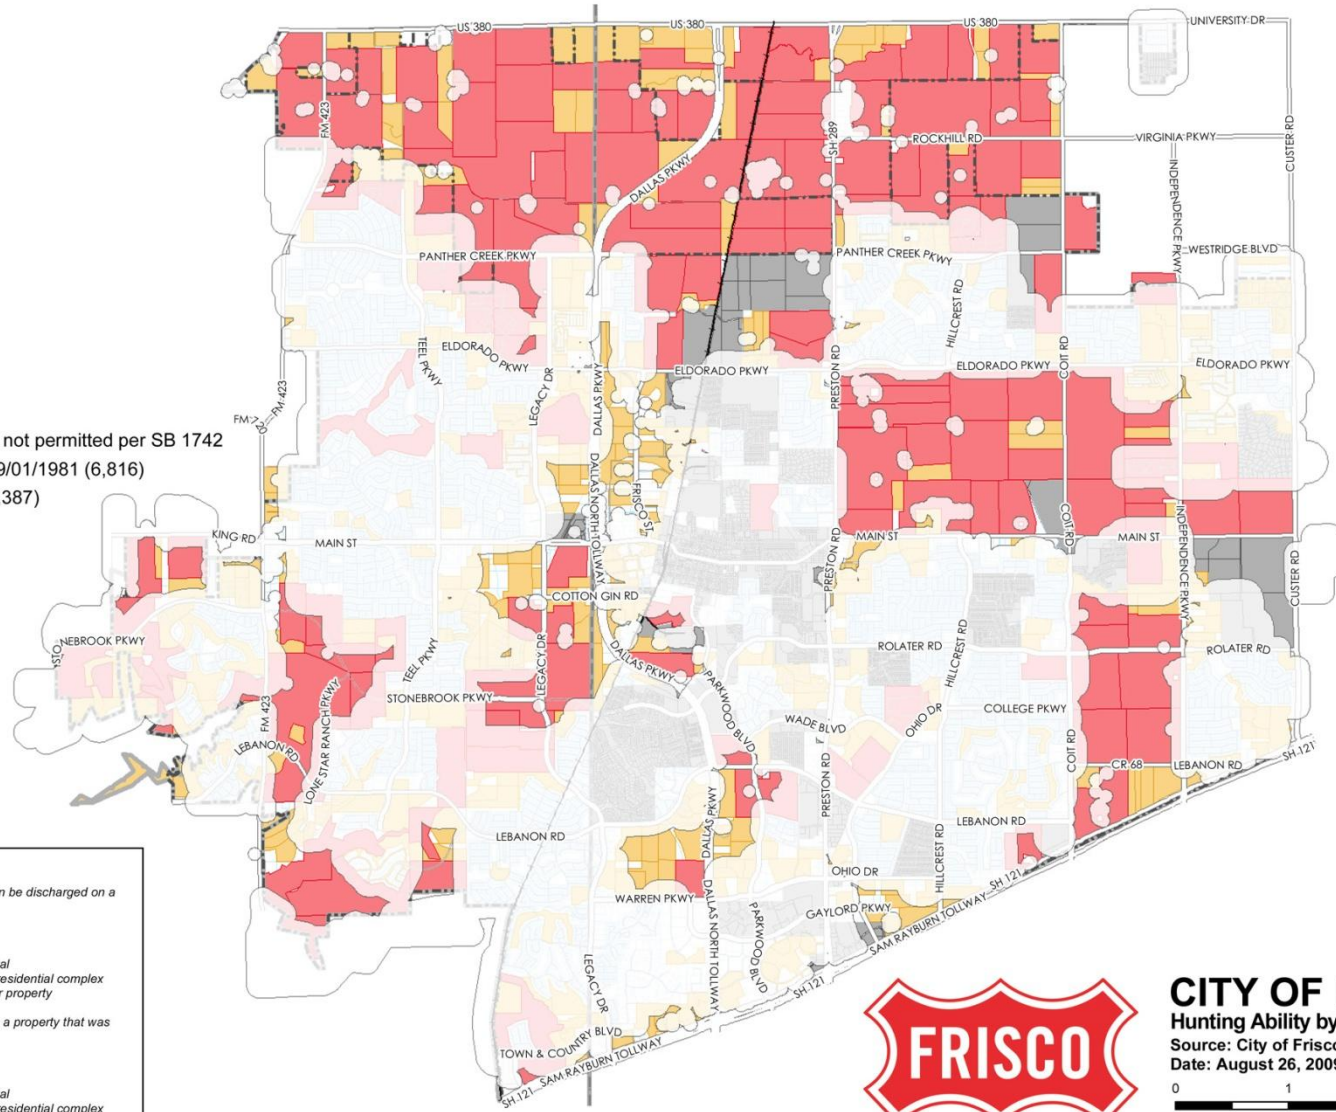 US 380
US 380
US 380
UNIVERSITY DR
FM 423
SH 289
ROCKHILL RD
VIRGINIA PKWY
CUSTER RD
DALLAS PKWY
INDEPENDENCE PKWY
PANTHER CREEK PKWY
PANTHER CREEK PKWY
WESTRIDGE BLVD
HILLCREST RD
TEEL PKWY
ELDORADO PKWY
LEGACY DR
DALLAS PKWY
ELDORADO PKWY
PRESTON RD
ELDORADO PKWY
COIT RD
ELDORADO PKWY
FM 423
FM 720
not permitted per SB 1742
9/01/1981 (6,816)
387)
DALLAS NORTH TOLLWAY
FRISCO ST
KING RD
MAIN ST
PRESTON RD
MAIN ST
COIT RD
MAIN ST
INDEPENDENCE PKWY
CUSTER RD
COTTON GIN RD
NEBROOK PKWY
STO
TEEL PKWY
LEGACY DR
DALLAS PKWY
ROLATER RD
HILLCREST RD
ROLATER RD
FM 423
LONE STAR RANCH PKWY
STONEBROOK PKWY
PARKWOOD BLVD
WADE BLVD
OHIO DR
COLLEGE PKWY
COIT RD
LEBANON RD
PRESTON RD
CR 68
LEBANON RD
SH 121
LEBANON RD
DALLAS PKWY
LEBANON RD
HILLCREST RD
OHIO DR
SH 121
WARREN PKWY
DALLAS NORTH TOLLWAY
PARKWOOD BLVD
GAYLORD PKWY
SAM RAYBURN TOLLWAY
LEGACY DR
SH 121
TOWN & COUNTRY BLVD
SAM RAYBURN TOLLWAY
SH 121
n be discharged on a
al
residential complex
r property
a property that was
al
residential complex
FRISCO
CITY OF
Hunting Ability by
Source: City of Frisco
Date: August 26, 2009
0 1